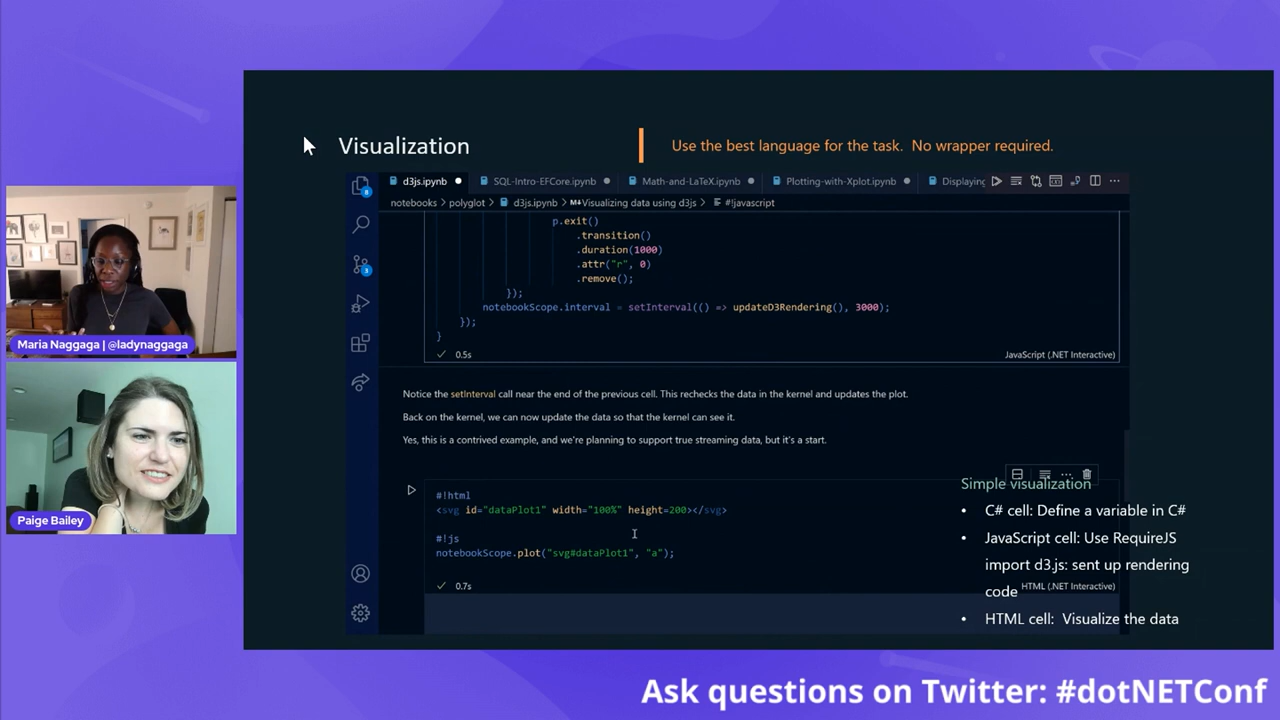 Visualization
Use the best language for the task. No wrapper required.
d3js.ipynb
SQL-Intro-EFCore.ipynb
Math-and-LaTeX.ipynb
Plotting-with-Xplot.ipynb
Displaying
notebooks > polyglot > d3js.ipynb > M↓Visualizing data using d3js > #!javascript
8
3
p.exit()
.transition()
.duration(1000)
.attr("r", 0)
.remove();
});
notebookScope.interval = setInterval(() => updateD3Rendering(), 3000);
});
}
0.5s
JavaScript (.NET Interactive)
Notice the setInterval call near the end of the previous cell. This rechecks the data in the kernel and updates the plot.
Back on the kernel, we can now update the data so that the kernel can see it.
Yes, this is a contrived example, and we're planning to support true streaming data, but it's a start.
#!html
<svg id="dataPlot1" width="100%" height=200></svg>
#!js
notebookScope.plot("svg#dataPlot1", "a");
0.7s
HTML (.NET Interactive)
Simple visualization
• C# cell: Define a variable in C#
• JavaScript cell: Use RequireJS
import d3.js: sent up rendering
code
• HTML cell: Visualize the data
Maria Naggaga | @ladynaggaga
Paige Bailey
Ask questions on Twitter: #dotNETConf